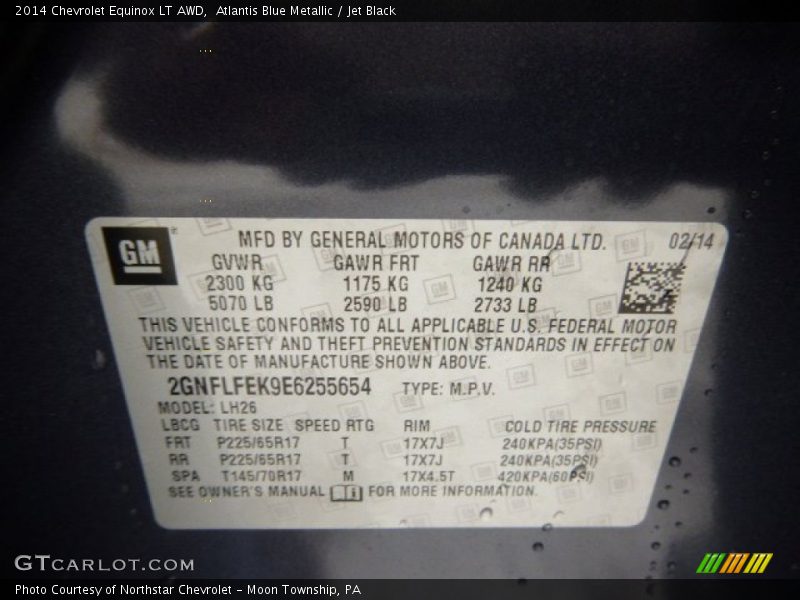 2014 Chevrolet Equinox LT AWD, Atlantis Blue Metallic / Jet Black
GM
MFD BY GENERAL MOTORS OF CANADA LTD. 02/14
GVWR GAWR FRT GAWR RR
2300 KG 1175 KG 1240 KG
5070 LB 2590 LB 2733 LB
THIS VEHICLE CONFORMS TO ALL APPLICABLE U.S. FEDERAL MOTOR
VEHICLE SAFETY AND THEFT PREVENTION STANDARDS IN EFFECT ON
THE DATE OF MANUFACTURE SHOWN ABOVE.
2GNFLFEK9E6255654 TYPE: M.P.V.
MODEL: LH26
LBCG TIRE SIZE SPEED RTG RIM COLD TIRE PRESSURE
FRT P225/65R17 T 17X7J 240KPA(35PSI)
RR P225/65R17 T 17X7J 240KPA(35PSI)
SPA T145/70R17 M 17X4.5T 420KPA(60PSI)
SEE OWNER'S MANUAL FOR MORE INFORMATION.
GTCARLOT.COM
Photo Courtesy of Northstar Chevrolet - Moon Township, PA